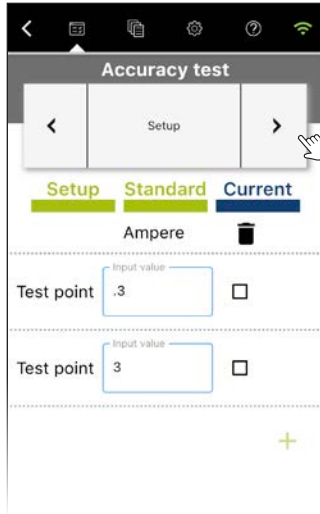 Accuracy test
Setup
Setup Standard Current
Ampere
Input value
Test point .3
Input value
Test point 3